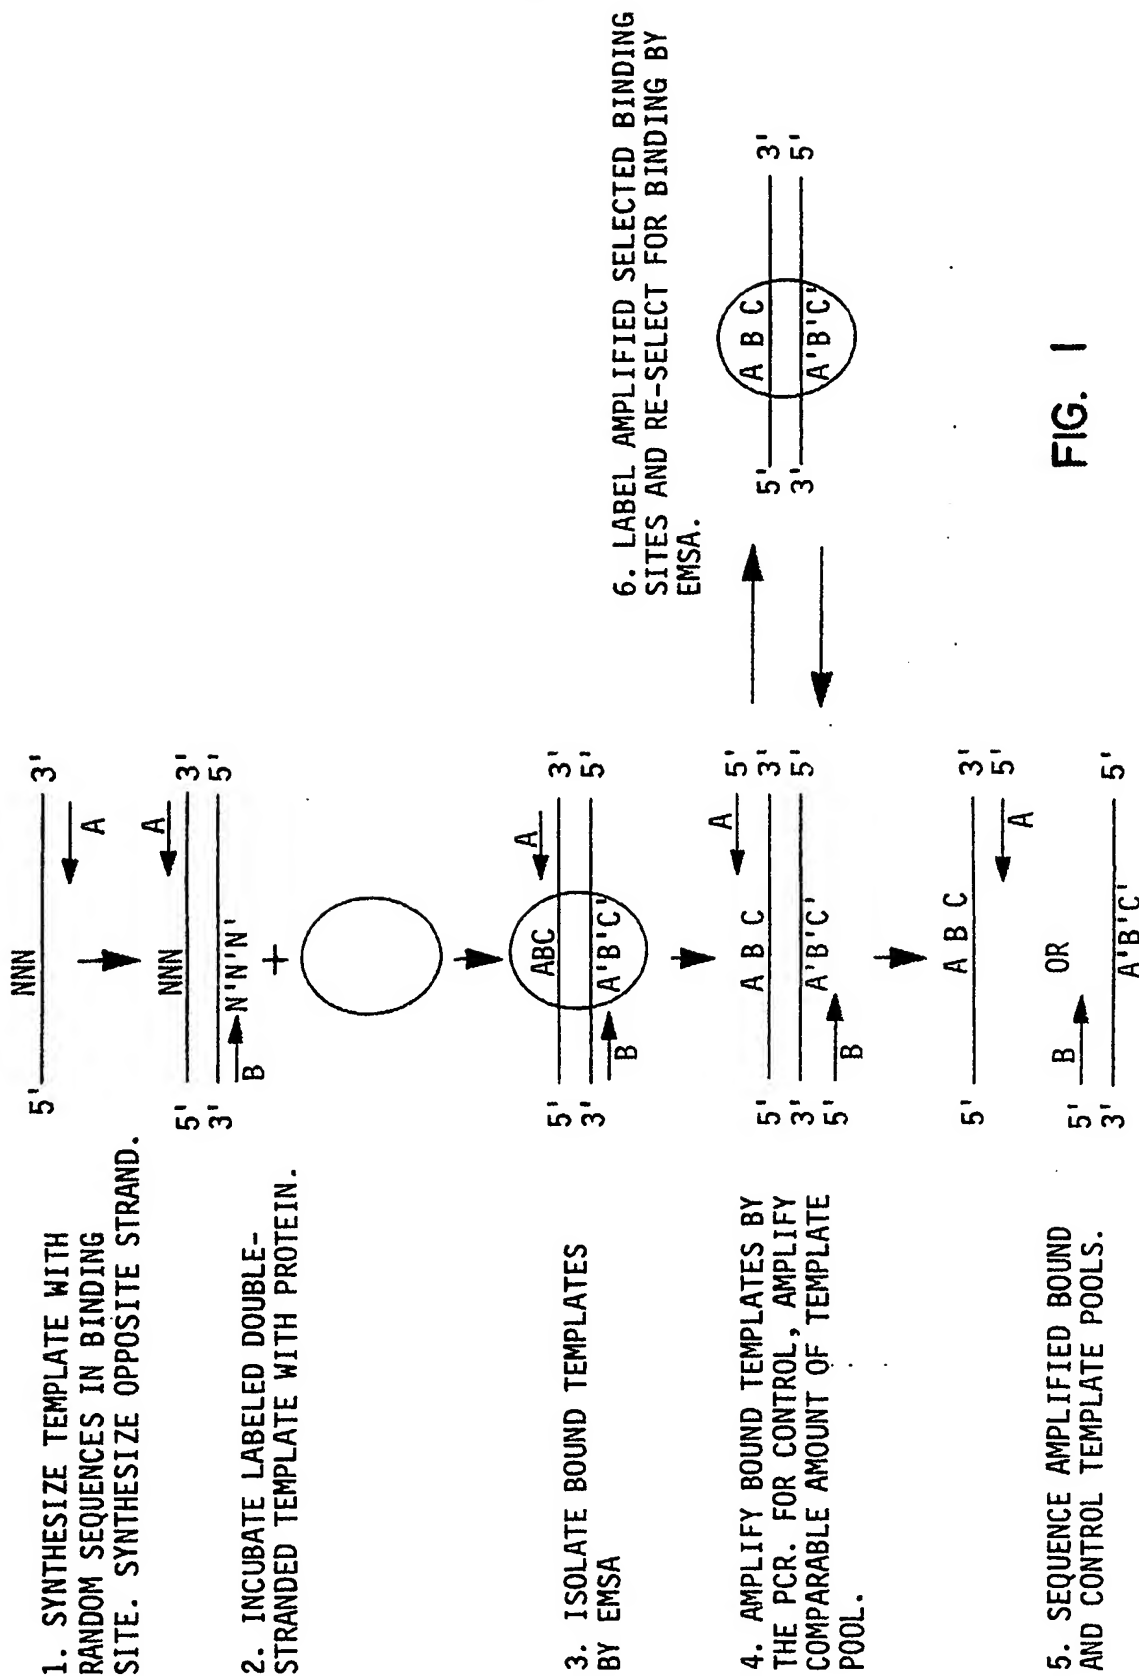 1. SYNTHESIZE TEMPLATE WITH
RANDOM SEQUENCES IN BINDING
SITE. SYNTHESIZE OPPOSITE STRAND.
5' NNN 3'
A
2. INCUBATE LABELED DOUBLE-
STRANDED TEMPLATE WITH PROTEIN.
A
5' NNN 3'
3' N'N'N' 5'
B
+
3. ISOLATE BOUND TEMPLATES
BY EMSA
A
5' ABC 3'
3' A'B'C' 5'
B
4. AMPLIFY BOUND TEMPLATES BY
THE PCR. FOR CONTROL, AMPLIFY
COMPARABLE AMOUNT OF TEMPLATE
POOL.
A 5'
5' A B C 3'
3' A'B'C' 5'
5' B
5. SEQUENCE AMPLIFIED BOUND
AND CONTROL TEMPLATE POOLS.
5' A B C 3'
5'
A
OR
B
5'
3' A'B'C' 5'
6. LABEL AMPLIFIED SELECTED BINDING
SITES AND RE-SELECT FOR BINDING BY
EMSA.
5' A B C 3'
3' A'B'C' 5'
FIG. 1